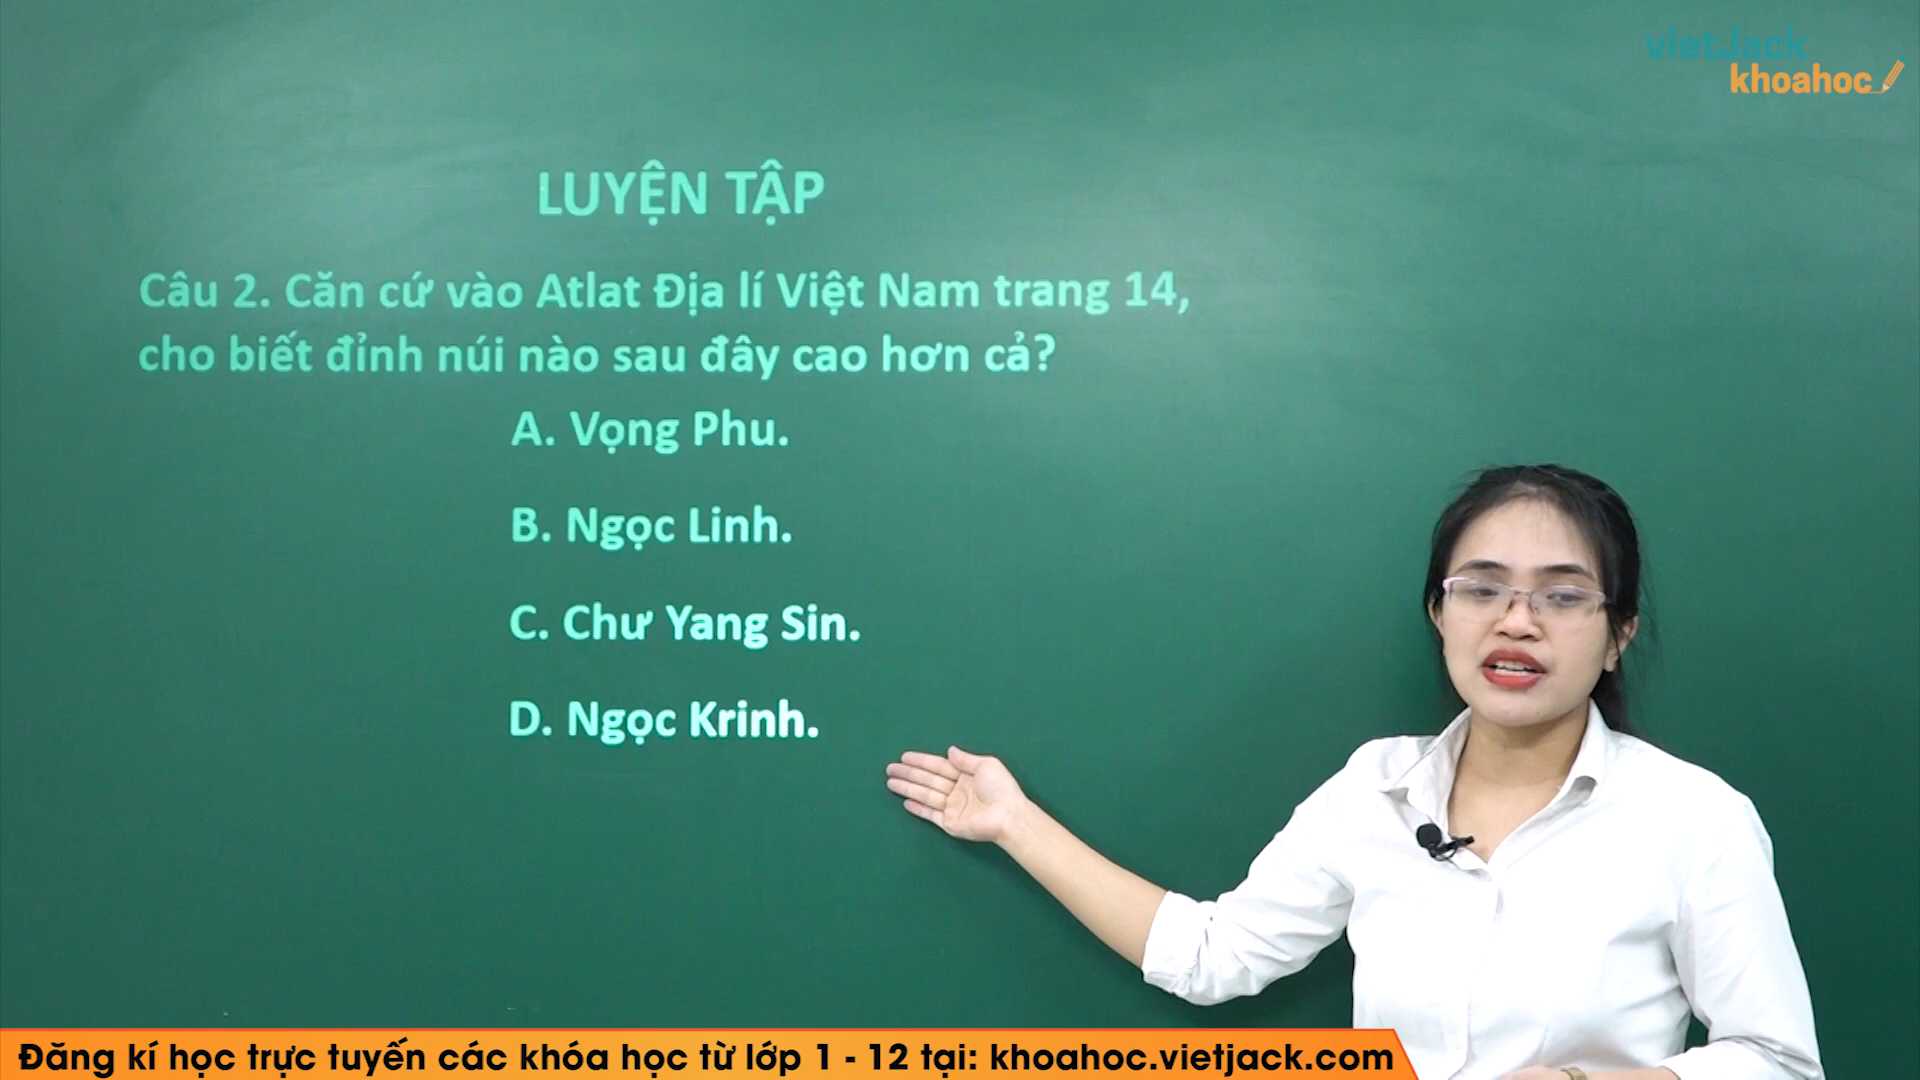 vietJack
khoahoc
LUYỆN TẬP
Câu 2. Căn cứ vào Atlat Địa lí Việt Nam trang 14,
cho biết đỉnh núi nào sau đây cao hơn cả?
A. Vọng Phu.
B. Ngọc Linh.
C. Chư Yang Sin.
D. Ngọc Krinh.
Đăng kí học trực tuyến các khóa học từ lớp 1 - 12 tại: khoahoc.vietjack.com